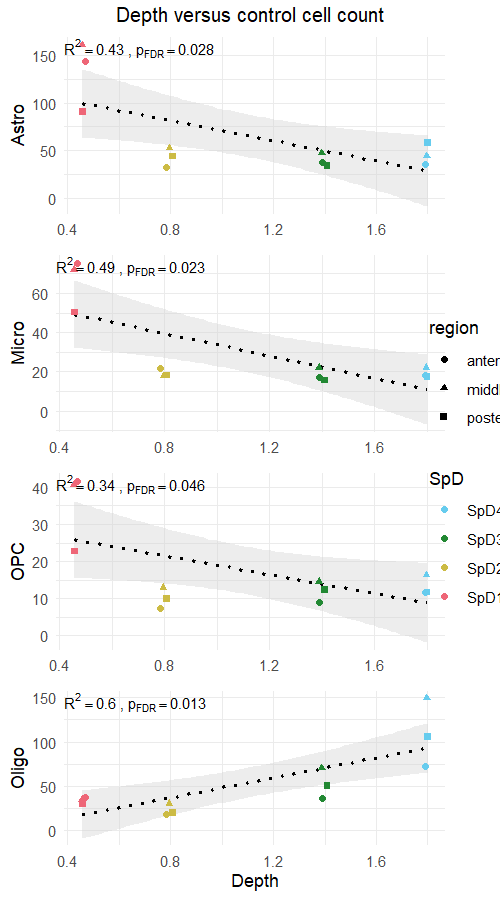 Depth versus control cell count
R² = 0.43 , pFDR = 0.028
Astro
150
100
50
0
0.4 0.8 1.2 1.6
R² = 0.49 , pFDR = 0.023
Micro
60
40
20
0
0.4 0.8 1.2 1.6
region
anter
middl
poste
R² = 0.34 , pFDR = 0.046
OPC
40
30
20
10
0
0.4 0.8 1.2 1.6
SpD
SpD4
SpD3
SpD2
SpD1
R² = 0.6 , pFDR = 0.013
Oligo
150
100
50
0
0.4 0.8 1.2 1.6
Depth